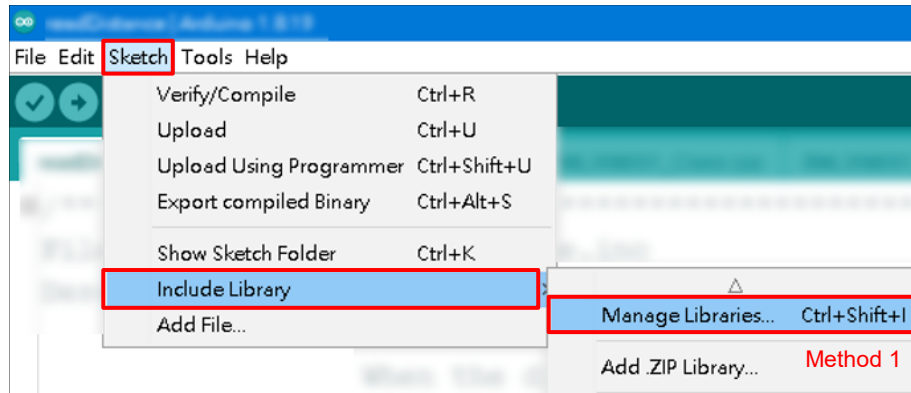 File Edit Sketch Tools Help
Verify/Compile Ctrl+R
Upload Ctrl+U
Upload Using Programmer Ctrl+Shift+U
Export compiled Binary Ctrl+Alt+S
Show Sketch Folder Ctrl+K
Include Library
Add File...
Manage Libraries... Ctrl+Shift+I
Add .ZIP Library...
Method 1